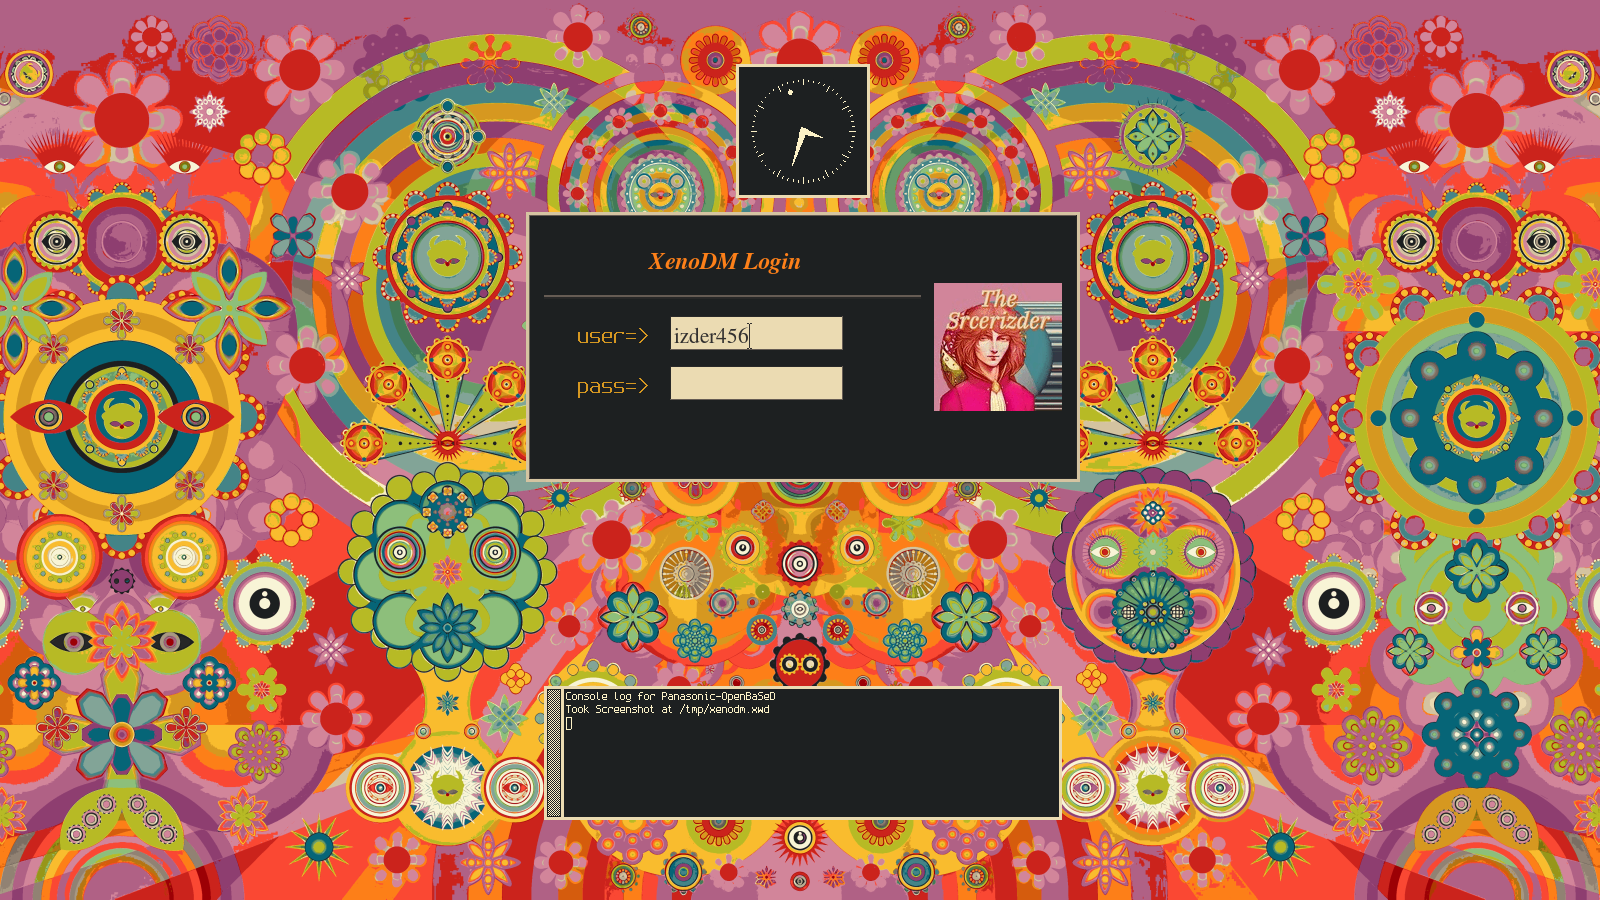 XenoDM Login
The
Srcerizder
user=> izder456
pass=>
Console log for Panasonic-OpenBaSeD
Took Screenshot at /tmp/xenodm.xwd